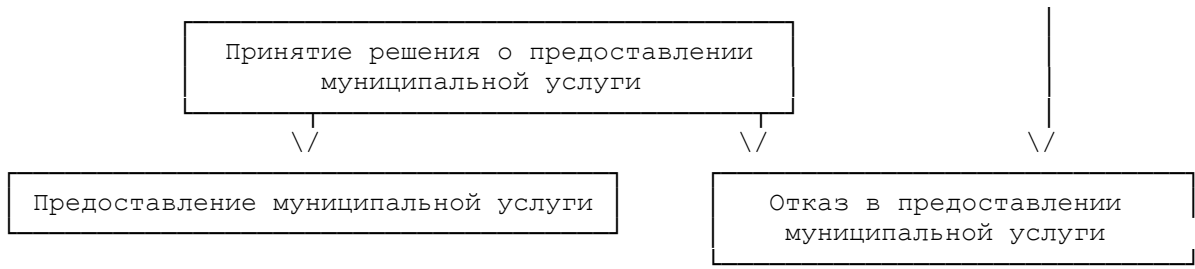 Принятие решения о предоставлении
муниципальной услуги
Предоставление муниципальной услуги
Отказ в предоставлении
муниципальной услуги